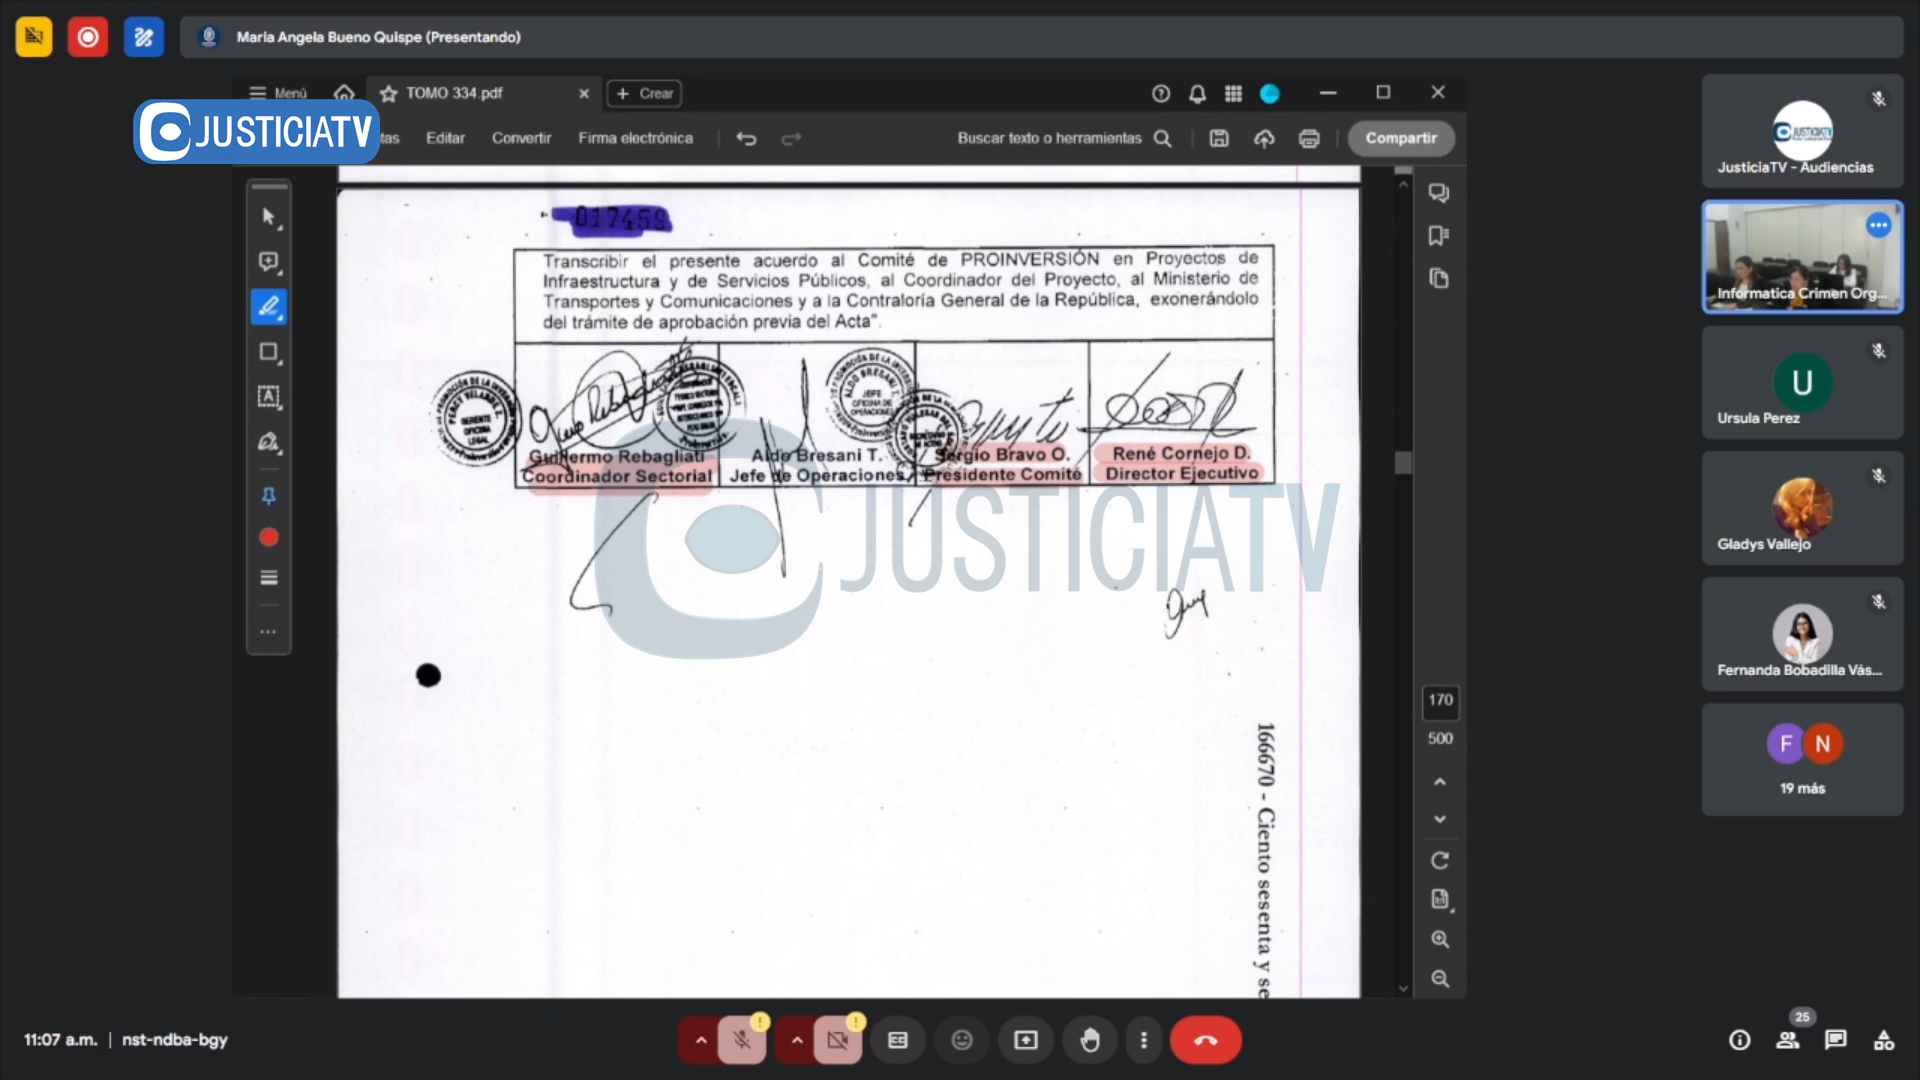 Maria Angela Bueno Quispe (Presentando)
Menú
TOMO 334.pdf
Crear
JUSTICIATV
Editar
Convertir
Firma electrónica
Buscar texto o herramientas
Compartir
017459
Transcribir el presente acuerdo al Comité de PROINVERSIÓN en Proyectos de
Infraestructura y de Servicios Públicos, al Coordinador del Proyecto, al Ministerio de
Transportes y Comunicaciones y a la Contraloría General de la República, exonerándolo
del trámite de aprobación previa del Acta".
Guillermo Rebagliati
Coordinador Sectorial
Aldo Bresani T.
Jefe de Operaciones
Sergio Bravo O.
Presidente Comité
René Cornejo D.
Director Ejecutivo
JUSTICIATV
166670 - Ciento sesenta y se
170
500
JUSTICIATV
JusticiaTV - Audiencias
Informatica Crimen Org...
U
Ursula Perez
Gladys Vallejo
Fernanda Bobadilla Vás...
F N
19 más
11:07 a.m. | nst-ndba-bgy
25